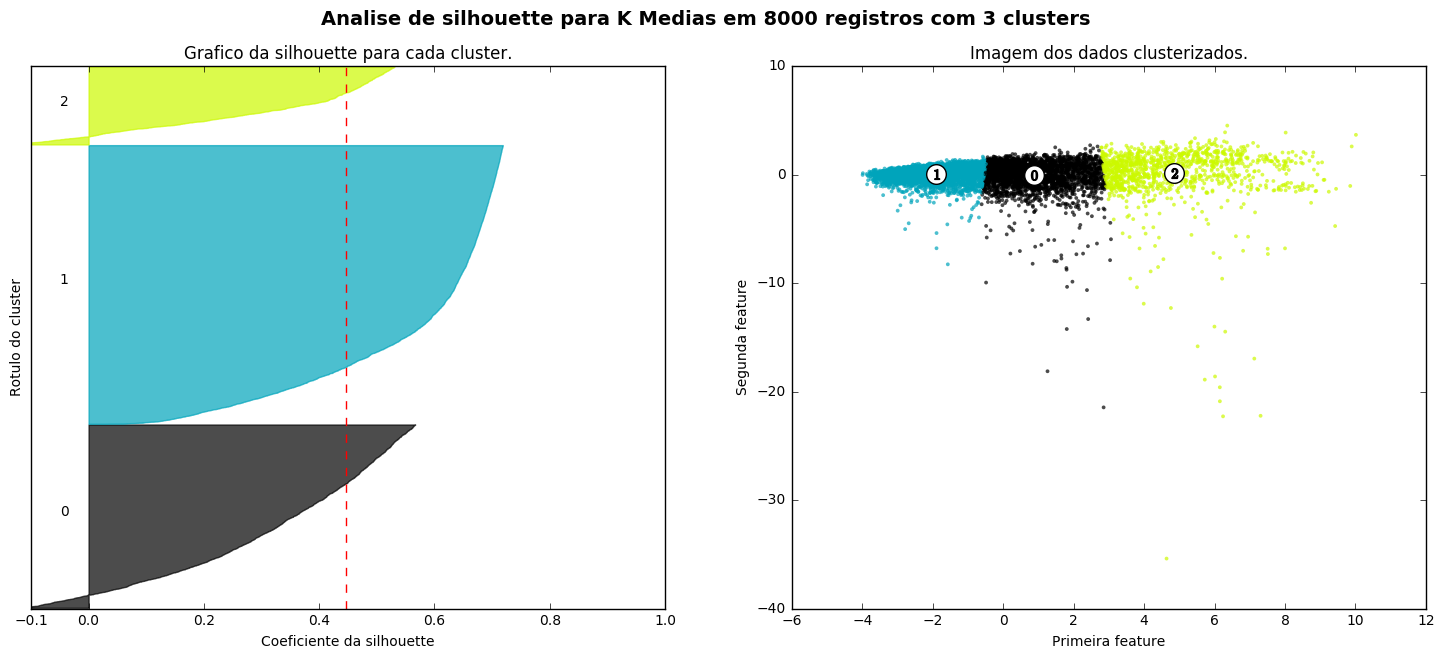 Analise de silhouette para K Medias em 8000 registros com 3 clusters
Grafico da silhouette para cada cluster.
2
1
0
Rotulo do cluster
−0.1 0.0 0.2 0.4 0.6 0.8 1.0
Coeficiente da silhouette
Imagem dos dados clusterizados.
10
0
−10
−20
−30
−40
Segunda feature
1 0 2
−6 −4 −2 0 2 4 6 8 10 12
Primeira feature